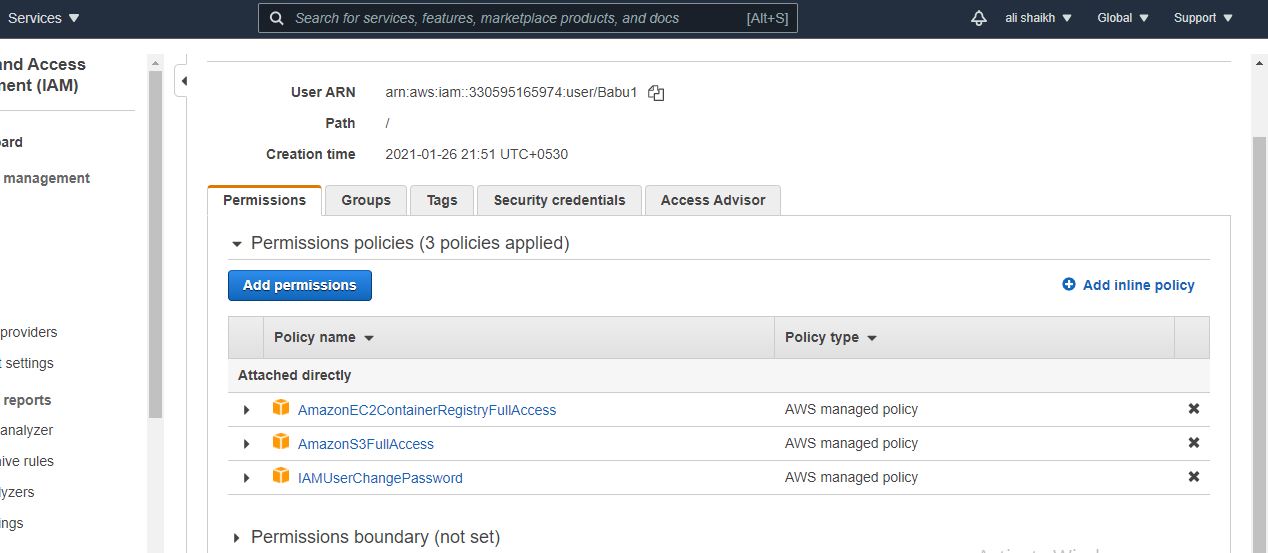 Services Search for services, features, marketplace products, and docs [Alt+S] ali shaikh Global Support
and Access
ment (IAM)
User ARN arn:aws:iam::330595165974:user/Babu1
Path /
Creation time 2021-01-26 21:51 UTC+0530
oard
management
Permissions Groups Tags Security credentials Access Advisor
Permissions policies (3 policies applied)
Add permissions Add inline policy
providers
Policy name Policy type
t settings
Attached directly
reports
AmazonEC2ContainerRegistryFullAccess AWS managed policy
analyzer
AmazonS3FullAccess AWS managed policy
ive rules
IAMUserChangePassword AWS managed policy
lyzers
ngs
Permissions boundary (not set)